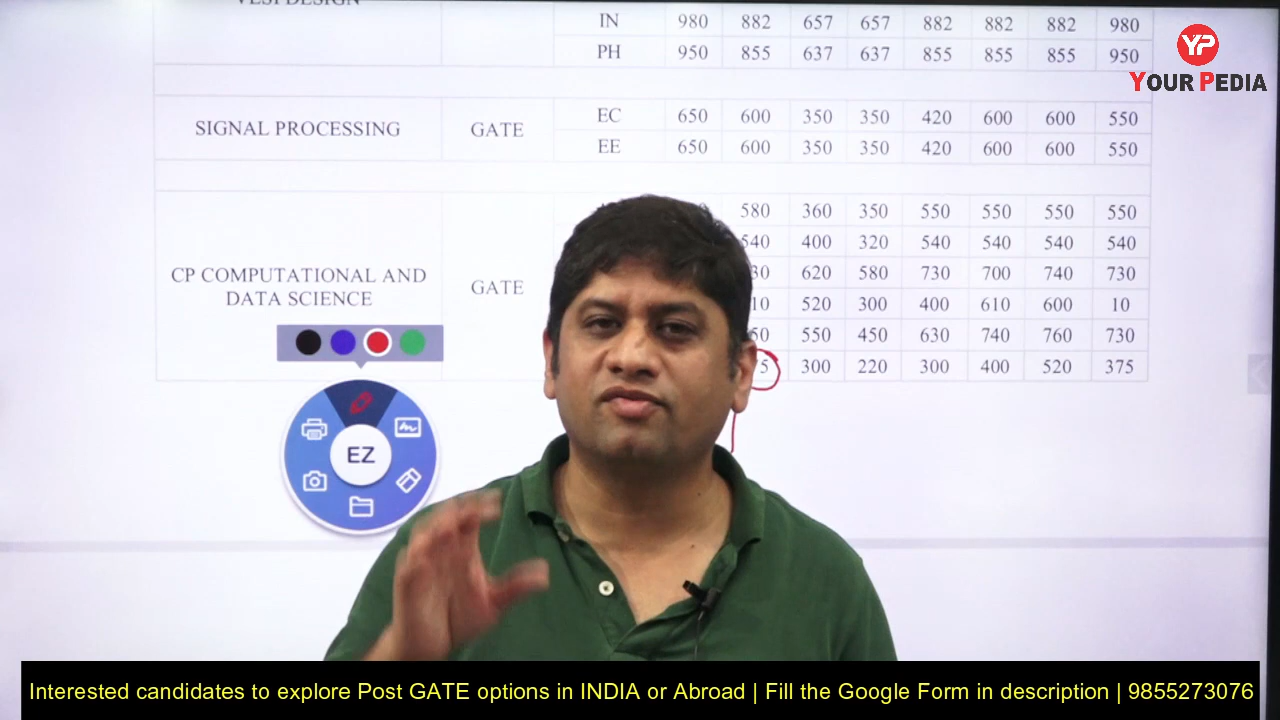 VLSI DESIGN
IN 980 882 657 657 882 882 882 980
PH 950 855 637 637 855 855 855 950
YP
YOUR PEDIA
SIGNAL PROCESSING GATE
EC 650 600 350 350 420 600 600 550
EE 650 600 350 350 420 600 600 550
580 360 350 550 550 550 550
540 400 320 540 540 540 540
CP COMPUTATIONAL AND
DATA SCIENCE
GATE
620 580 730 700 740 730
520 300 400 610 600 10
550 450 630 740 760 730
300 220 300 400 520 375
EZ
Interested candidates to explore Post GATE options in INDIA or Abroad | Fill the Google Form in description | 9855273076